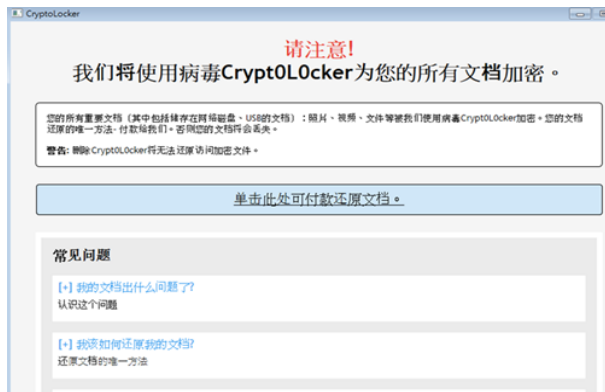 CryptoLocker
请注意!
我们将使用病毒Crypt0L0cker为您的所有文档加密。
您的所有重要文档（其中包括储存在网络磁盘、USB的文档）：照片、视频、文件等被我们使用病毒Crypt0L0cker加密。您的文档
还原的唯一方法- 付款给我们。否则您的文档将会丢失。
警告: 删除 Crypt0L0cker将无法还原访问加密文件。
单击此处可付款还原文档。
常见问题
[+] 我的文档出什么问题了?
认识这个问题
[+] 我该如何还原我的文档?
还原文档的唯一方法